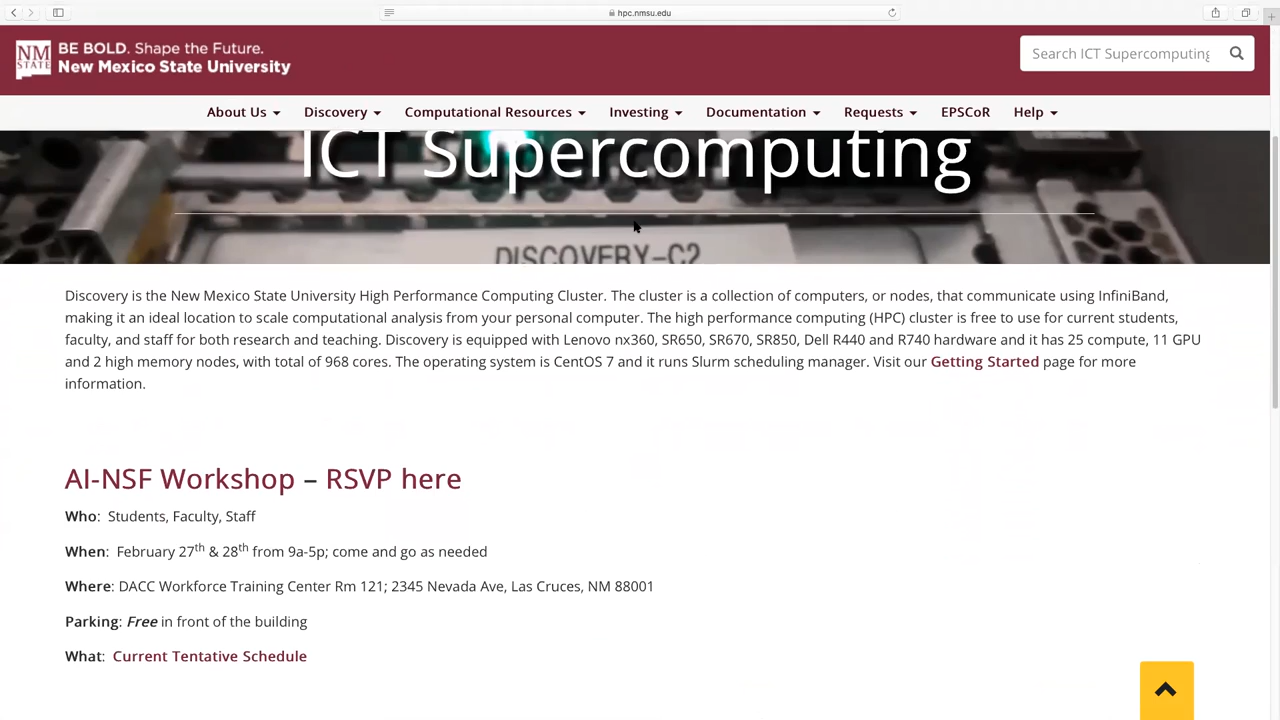 hpc.nmsu.edu
NM
STATE
BE BOLD. Shape the Future.
New Mexico State University
Search ICT Supercomputing
About Us
Discovery
Computational Resources
Investing
Documentation
Requests
EPSCoR
Help
ICT Supercomputing
DISCOVERY-C2
Discovery is the New Mexico State University High Performance Computing Cluster. The cluster is a collection of computers, or nodes, that communicate using InfiniBand,
making it an ideal location to scale computational analysis from your personal computer. The high performance computing (HPC) cluster is free to use for current students,
faculty, and staff for both research and teaching. Discovery is equipped with Lenovo nx360, SR650, SR670, SR850, Dell R440 and R740 hardware and it has 25 compute, 11 GPU
and 2 high memory nodes, with total of 968 cores. The operating system is CentOS 7 and it runs Slurm scheduling manager. Visit our Getting Started page for more
information.
AI-NSF Workshop – RSVP here
Who: Students, Faculty, Staff
When: February 27th & 28th from 9a-5p; come and go as needed
Where: DACC Workforce Training Center Rm 121; 2345 Nevada Ave, Las Cruces, NM 88001
Parking: Free in front of the building
What: Current Tentative Schedule